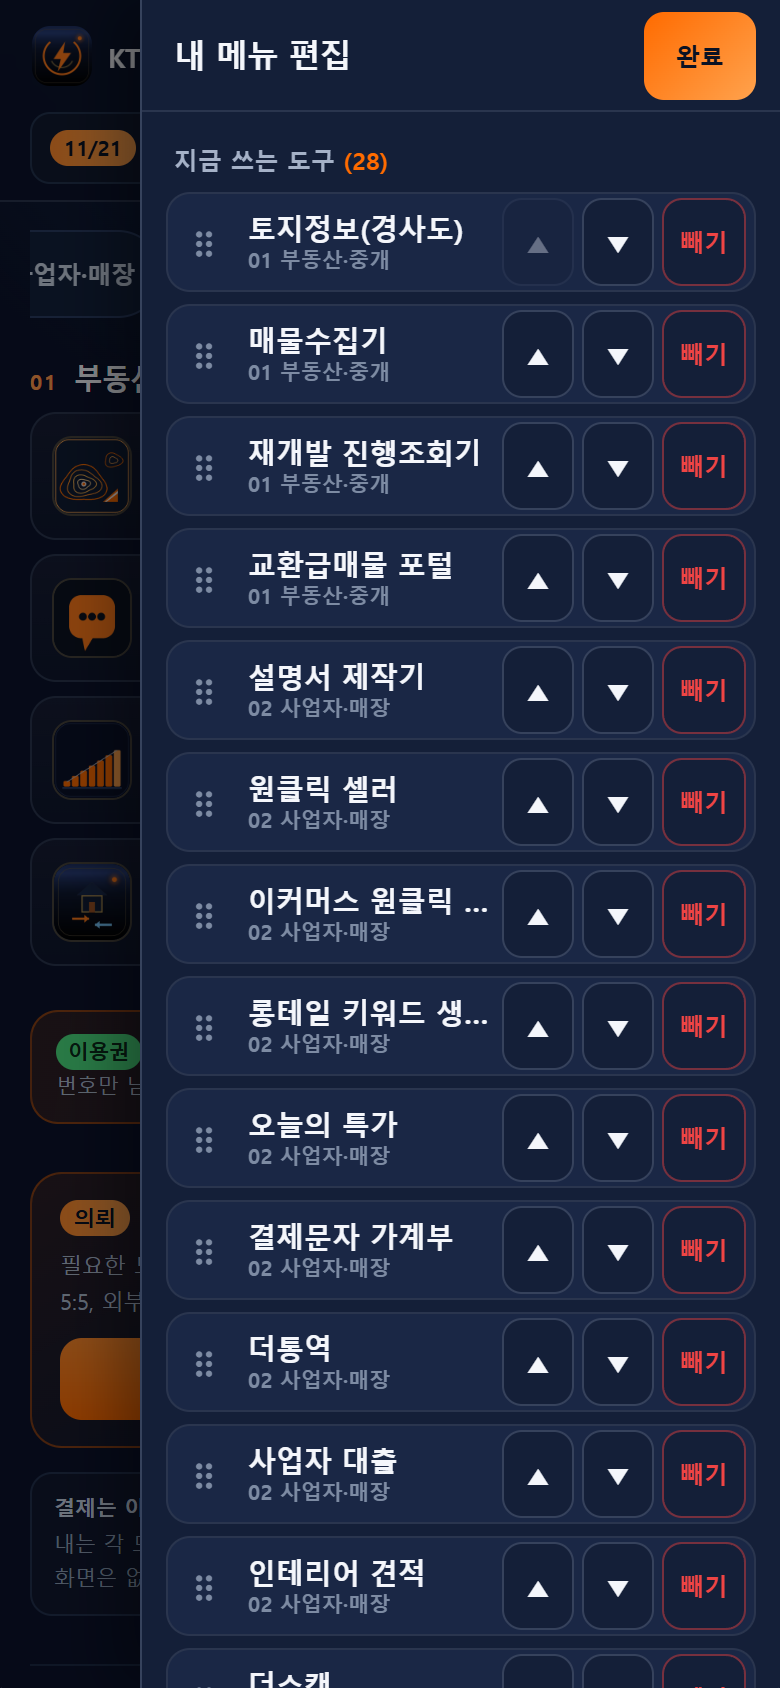 KT
내 메뉴 편집
완료
11/21
지금 쓰는 도구 (28)
토지정보(경사도)
01 부동산·중개
▲
▼
빼기
·업자·매장
매물수집기
01 부동산·중개
▲
▼
빼기
01 부동
재개발 진행조회기
01 부동산·중개
▲
▼
빼기
교환급매물 포털
01 부동산·중개
▲
▼
빼기
설명서 제작기
02 사업자·매장
▲
▼
빼기
원클릭 셀러
02 사업자·매장
▲
▼
빼기
이커머스 원클릭 ...
02 사업자·매장
▲
▼
빼기
롱테일 키워드 생...
02 사업자·매장
▲
▼
빼기
이용권
번호만
오늘의 특가
02 사업자·매장
▲
▼
빼기
의뢰
필요한
5:5, 외부
결제문자 가계부
02 사업자·매장
▲
▼
빼기
더통역
02 사업자·매장
▲
▼
빼기
사업자 대출
02 사업자·매장
▲
▼
빼기
결제는
내는 각
화면은
인테리어 견적
02 사업자·매장
▲
▼
빼기